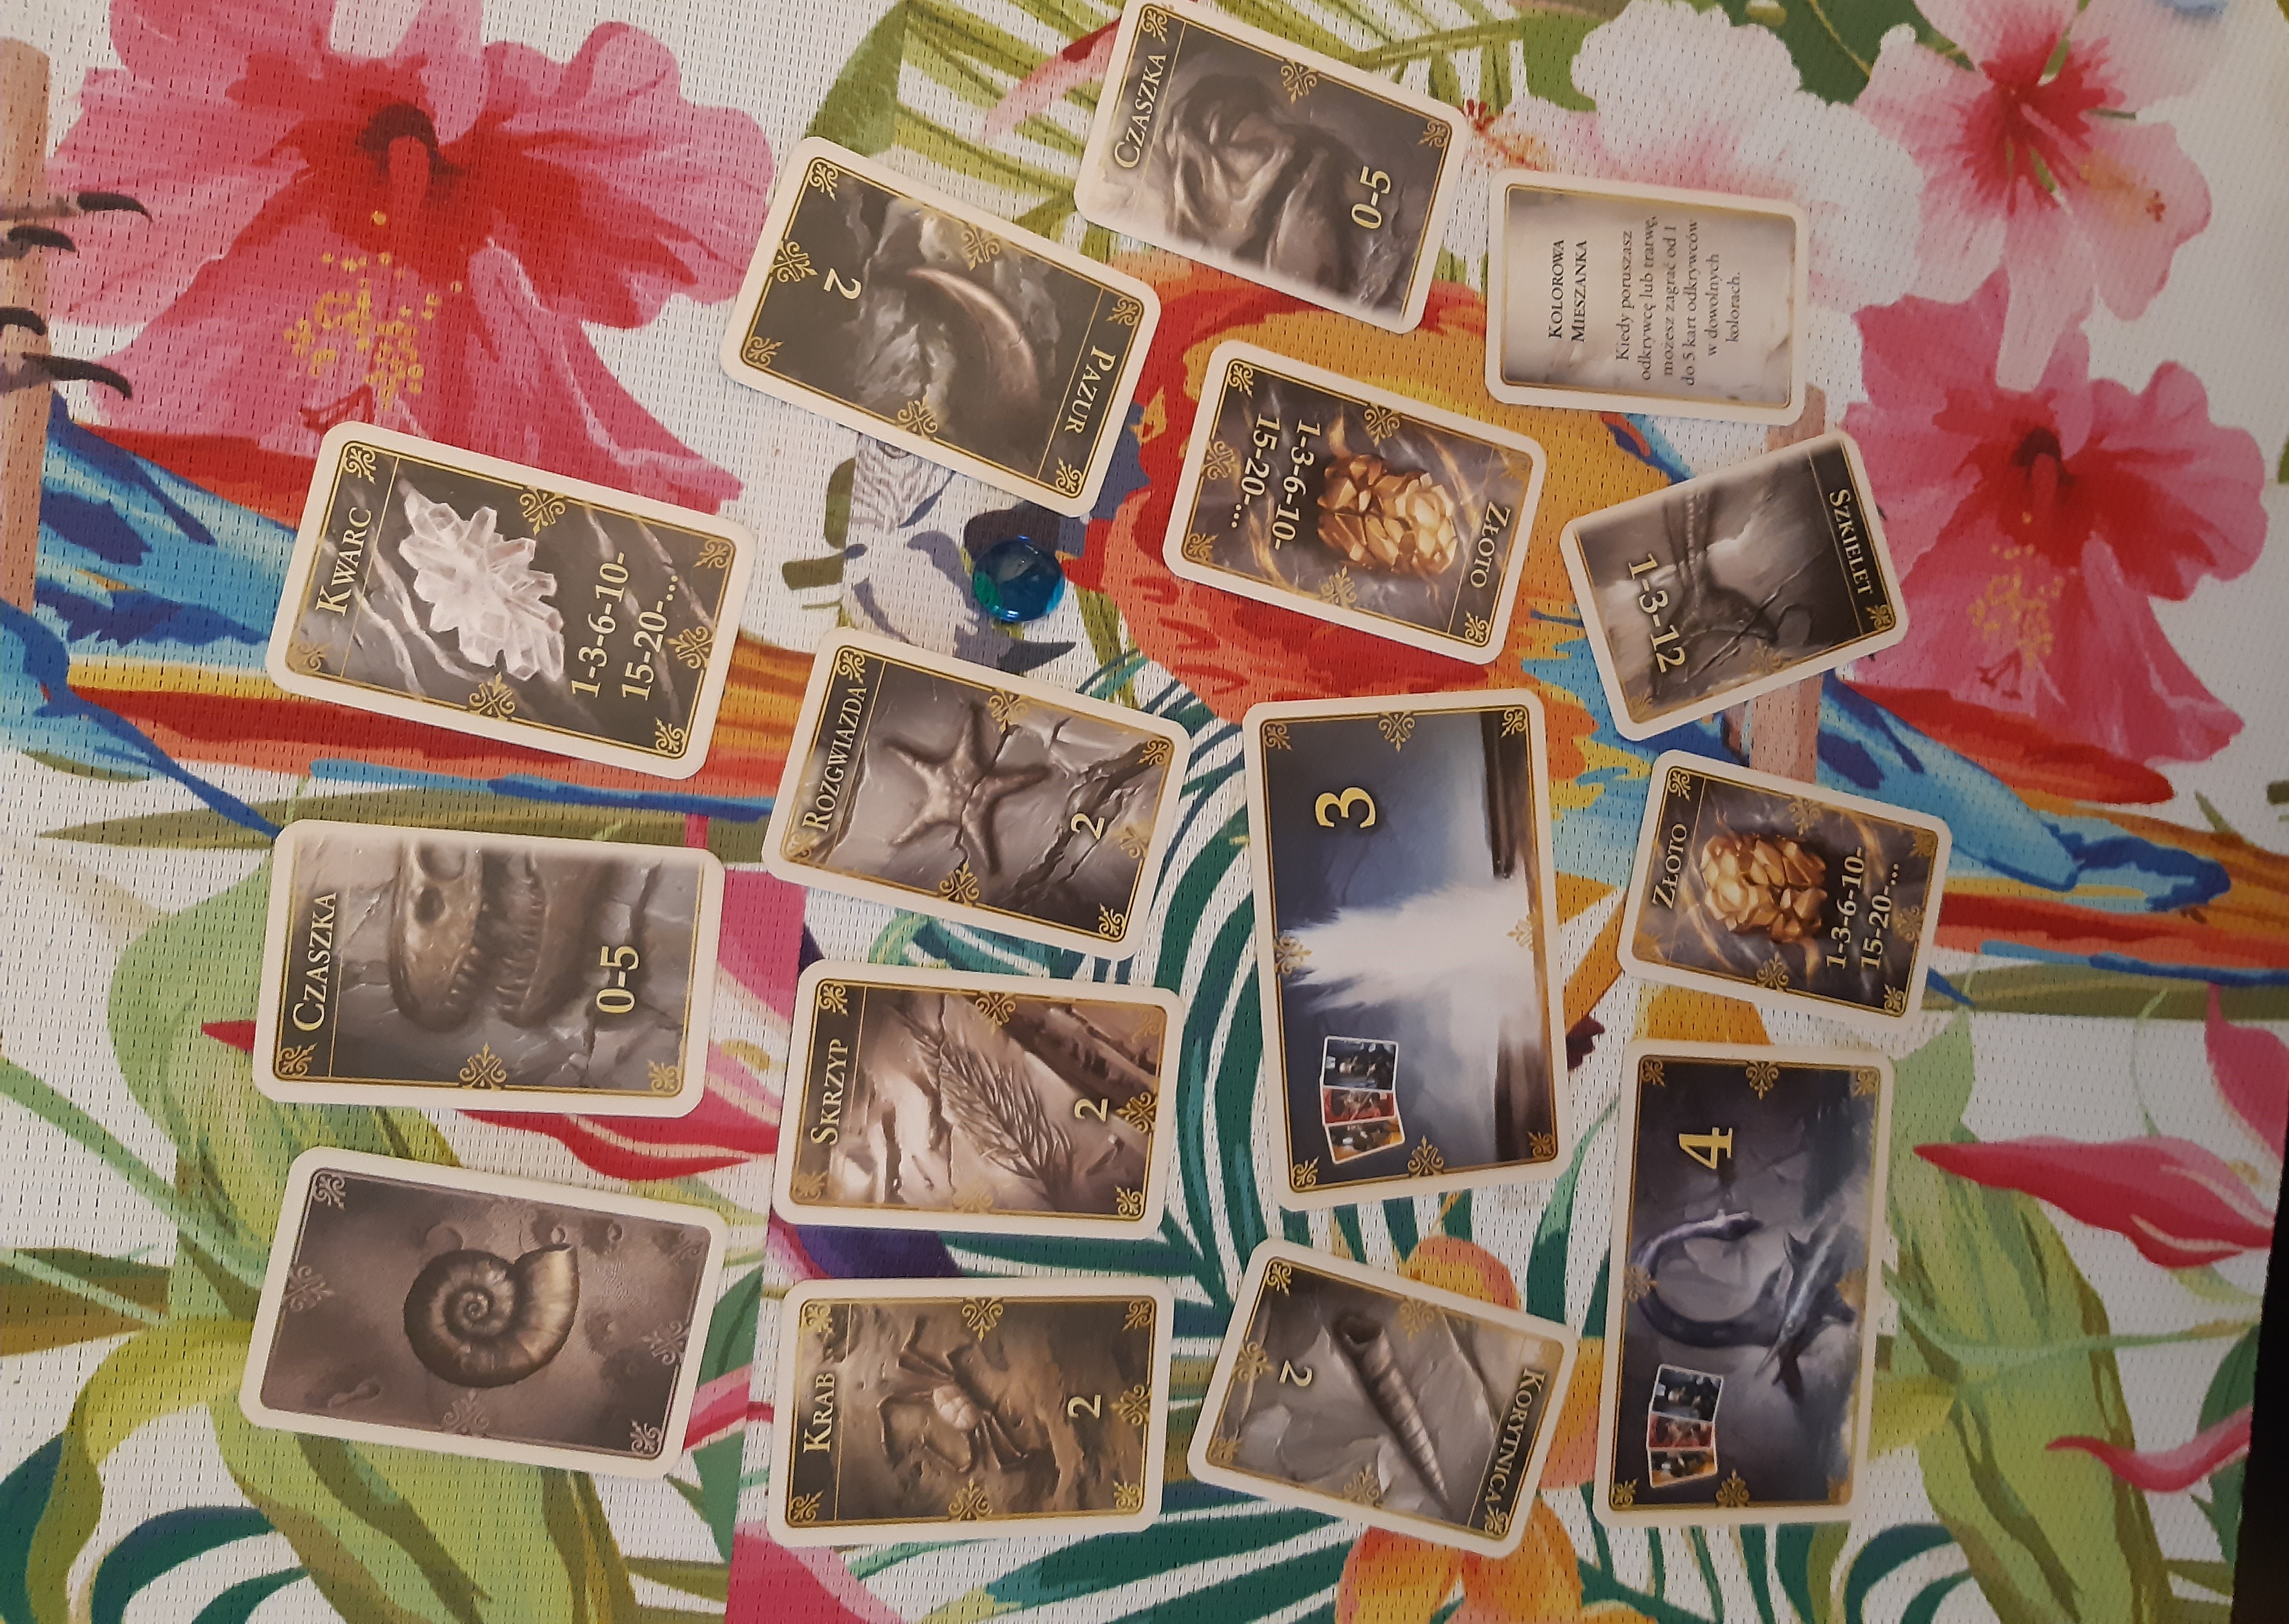 CZASZKA
0-5
PAZUR
2
KOLOROWA
MIESZANKA
Kiedy poruszasz
odkrywcę lub tratwę,
możesz zagrać od 1
do 5 kart odkrywców
w dowolnych
kolorach.
KWARC
1-3-6-10-
15-20-...
ZŁOTO
1-3-6-10-
15-20-...
SZKIELET
1-3-12
ROZGWIAZDA
2
3
ZŁOTO
1-3-6-10-
15-20-...
CZASZKA
0-5
SKRZYP
2
4
KRAB
2
KORYTNICA
2